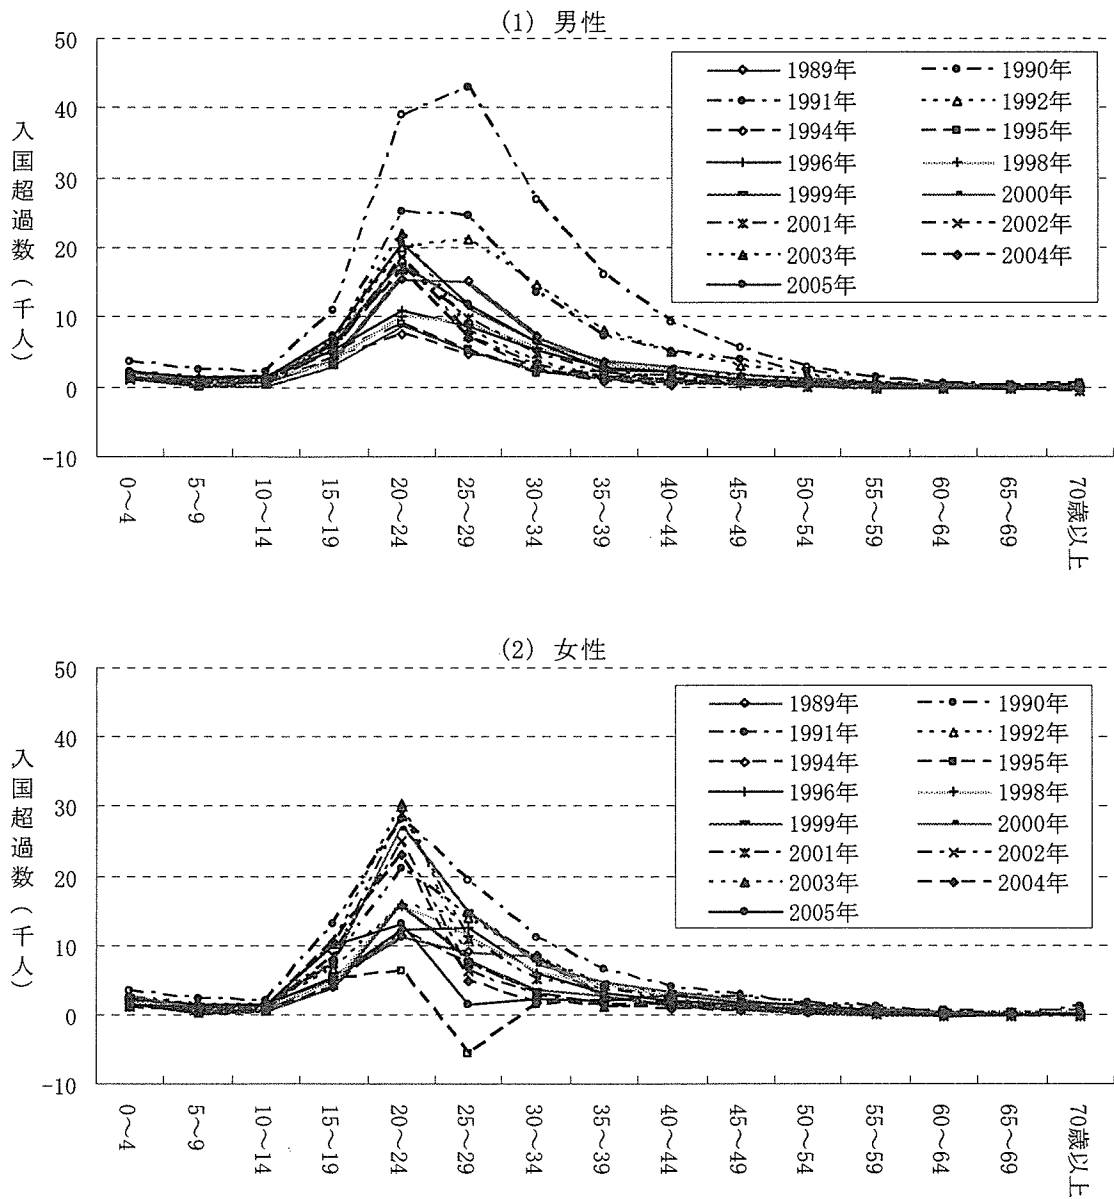 (1) 男性
入国超過数(千人)
50
40
30
20
10
0
-10
1989年 1990年
1991年 1992年
1994年 1995年
1996年 1998年
1999年 2000年
2001年 2002年
2003年 2004年
2005年
0~4 5~9 10~14 15~19 20~24 25~29 30~34 35~39 40~44 45~49 50~54 55~59 60~64 65~69 70歳以上
(2) 女性
入国超過数(千人)
50
40
30
20
10
0
-10
1989年 1990年
1991年 1992年
1994年 1995年
1996年 1998年
1999年 2000年
2001年 2002年
2003年 2004年
2005年
0~4 5~9 10~14 15~19 20~24 25~29 30~34 35~39 40~44 45~49 50~54 55~59 60~64 65~69 70歳以上